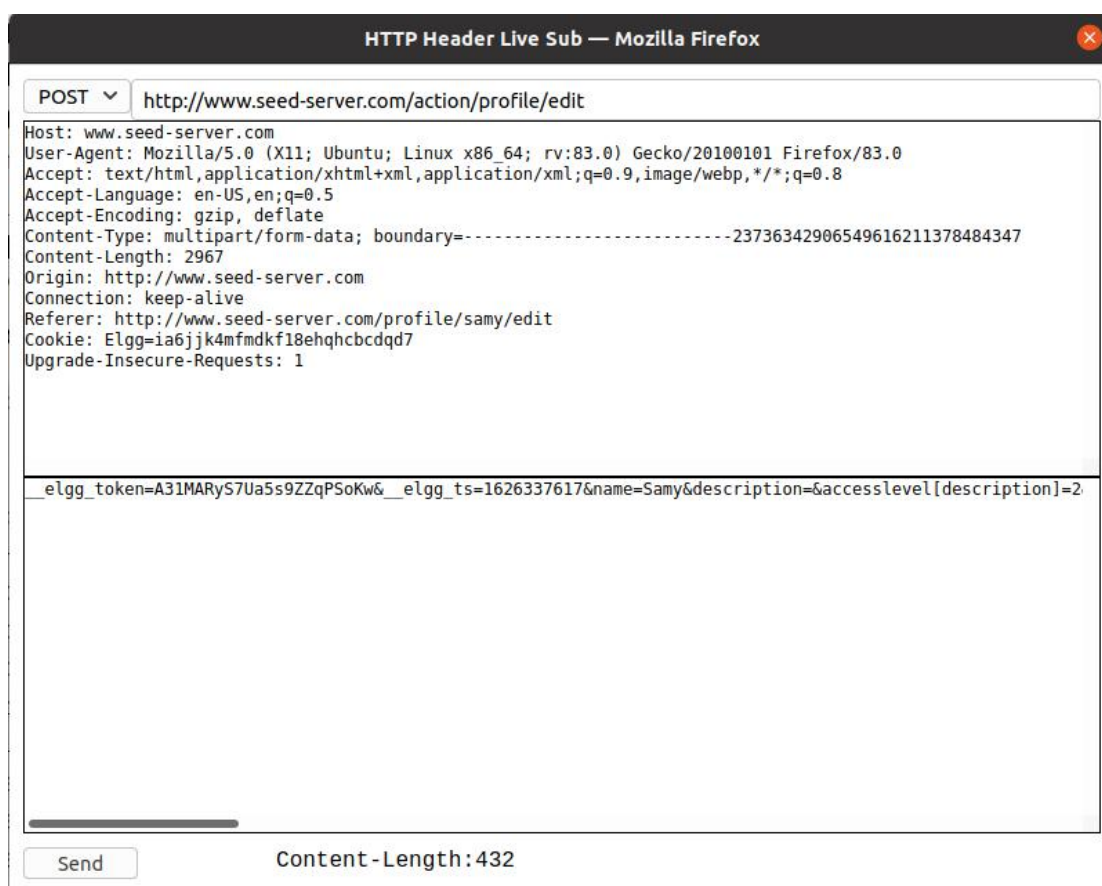 HTTP Header Live Sub — Mozilla Firefox
POST http://www.seed-server.com/action/profile/edit
Host: www.seed-server.com
User-Agent: Mozilla/5.0 (X11; Ubuntu; Linux x86_64; rv:83.0) Gecko/20100101 Firefox/83.0
Accept: text/html,application/xhtml+xml,application/xml;q=0.9,image/webp,*/*;q=0.8
Accept-Language: en-US,en;q=0.5
Accept-Encoding: gzip, deflate
Content-Type: multipart/form-data; boundary=---------------------------23736342906549616211378484347
Content-Length: 2967
Origin: http://www.seed-server.com
Connection: keep-alive
Referer: http://www.seed-server.com/profile/samy/edit
Cookie: Elgg=ia6jjk4mfmdkf18ehqhcbcdqd7
Upgrade-Insecure-Requests: 1
__elgg_token=A31MARyS7Ua5s9ZZqPSoKw&__elgg_ts=1626337617&name=Samy&description=&accesslevel[description]=2
Send Content-Length:432